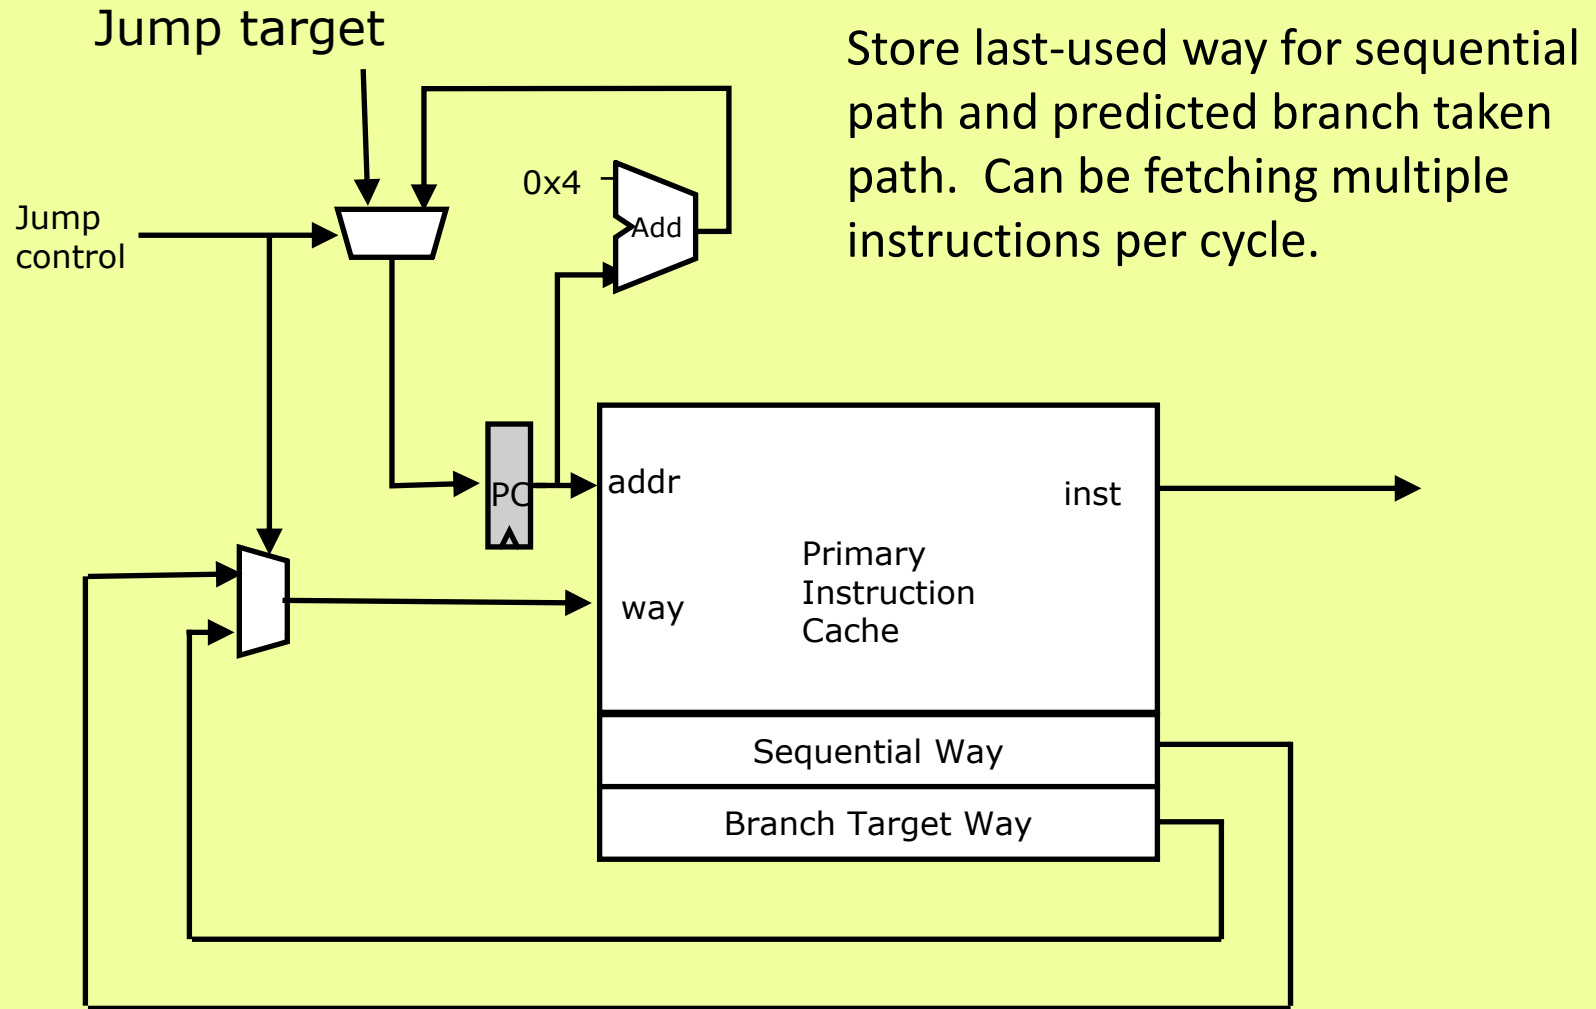 Jump target
Store last-used way for sequential
path and predicted branch taken
path.  Can be fetching multiple
instructions per cycle.
0x4
Add
Jump
control
PC
addr
inst
way
Primary
Instruction
Cache
Sequential Way
Branch Target Way